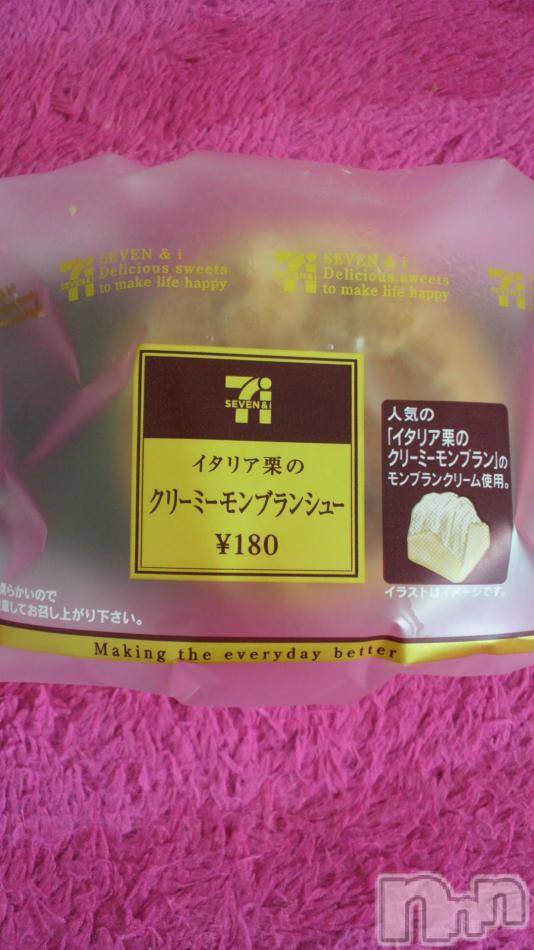 SEVEN & i
Delicious sweets
to make life happy
SEVEN & i
Delicious sweets
to make life happy
SEVEN & i
イタリア栗の
クリーミーモンブランシュー
¥180
人気の
「イタリア栗の
クリーミーモンブラン」の
モンブランクリーム使用。
イラストはイメージです。
らかいので
してお召し上がり下さい。
Making the everyday better